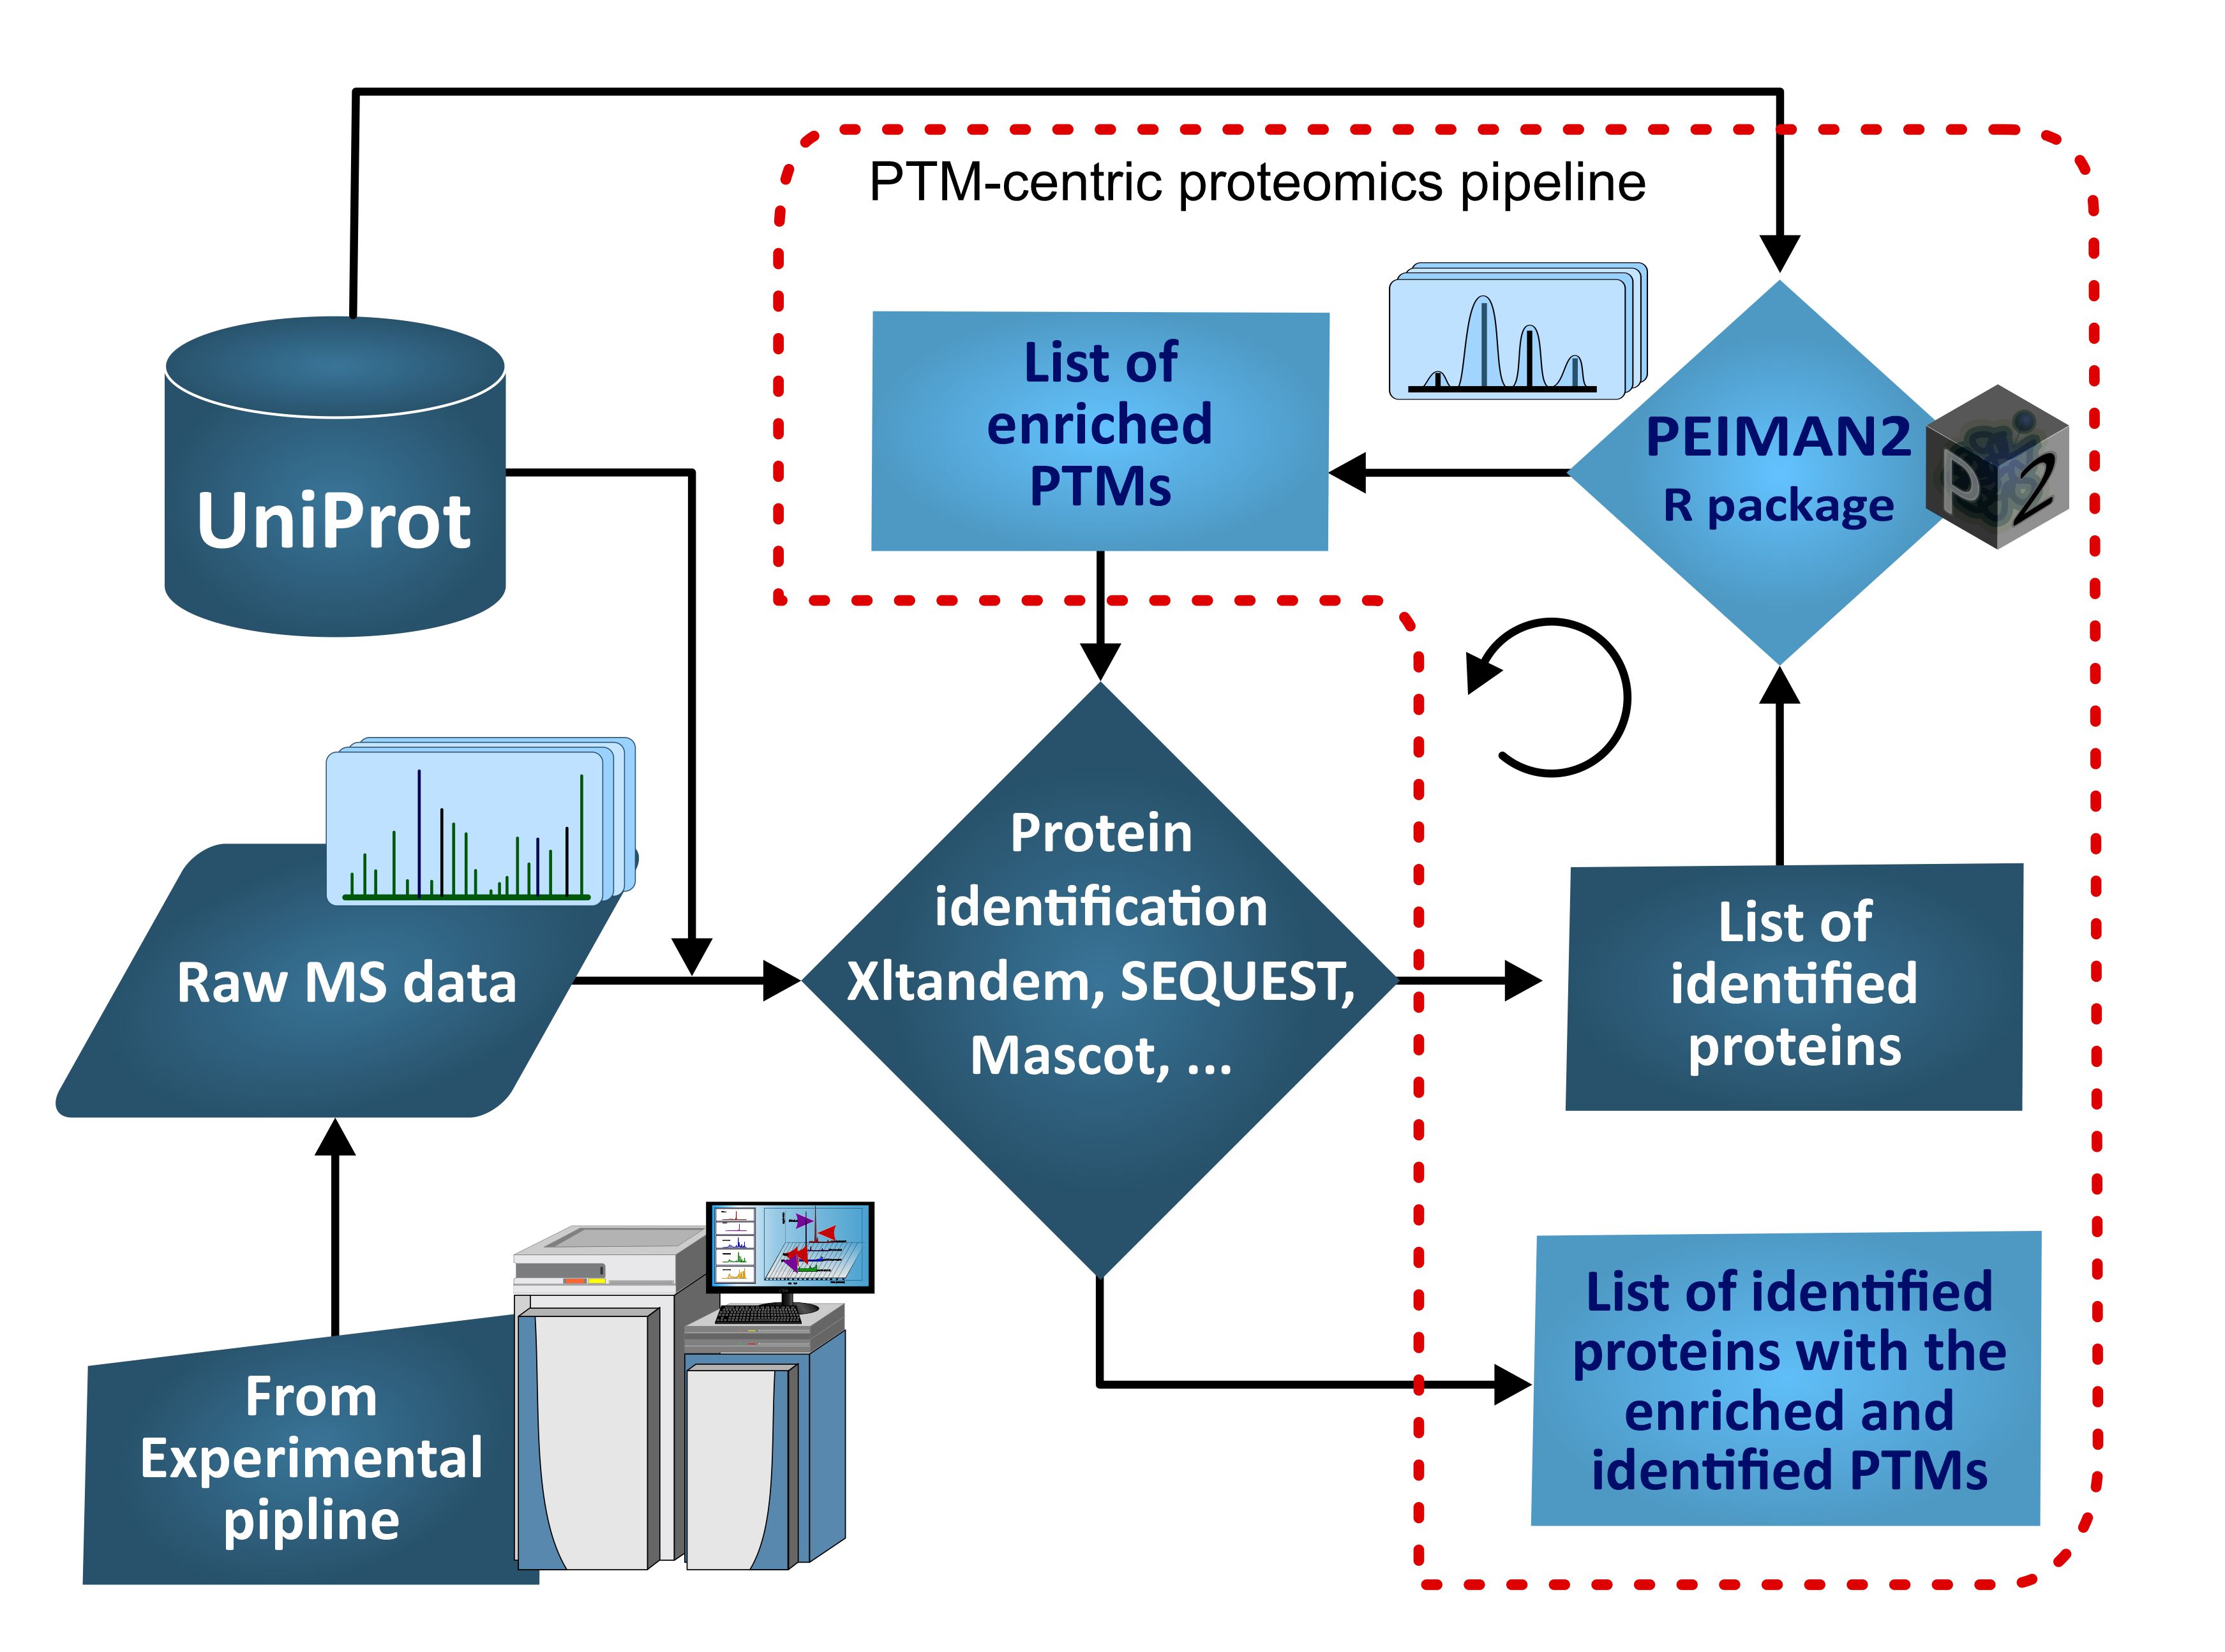 PTM-centric proteomics pipeline
UniProt
List of
enriched
PTMs
PEIMAN2
R package
P
2
Raw MS data
Protein
identification
Xltandem, SEQUEST,
Mascot, ...
List of
identified
proteins
From
Experimental
pipline
List of identified
proteins with the
enriched and
identified PTMs